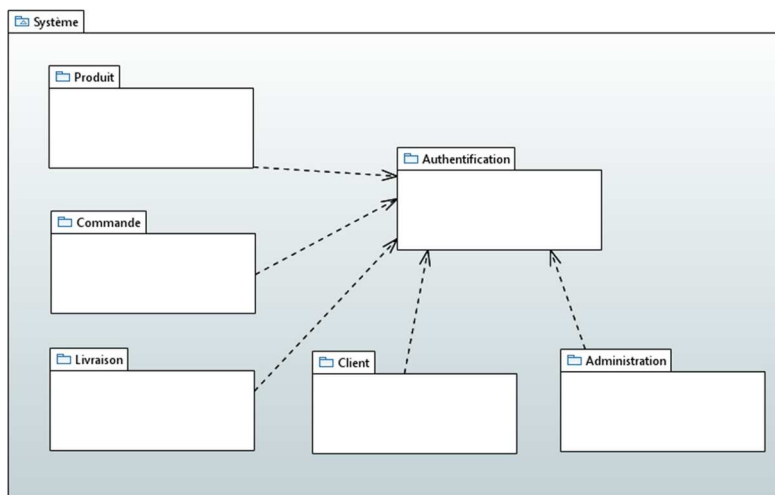 Système
Produit
Authentification
Commande
Livraison
Client
Administration